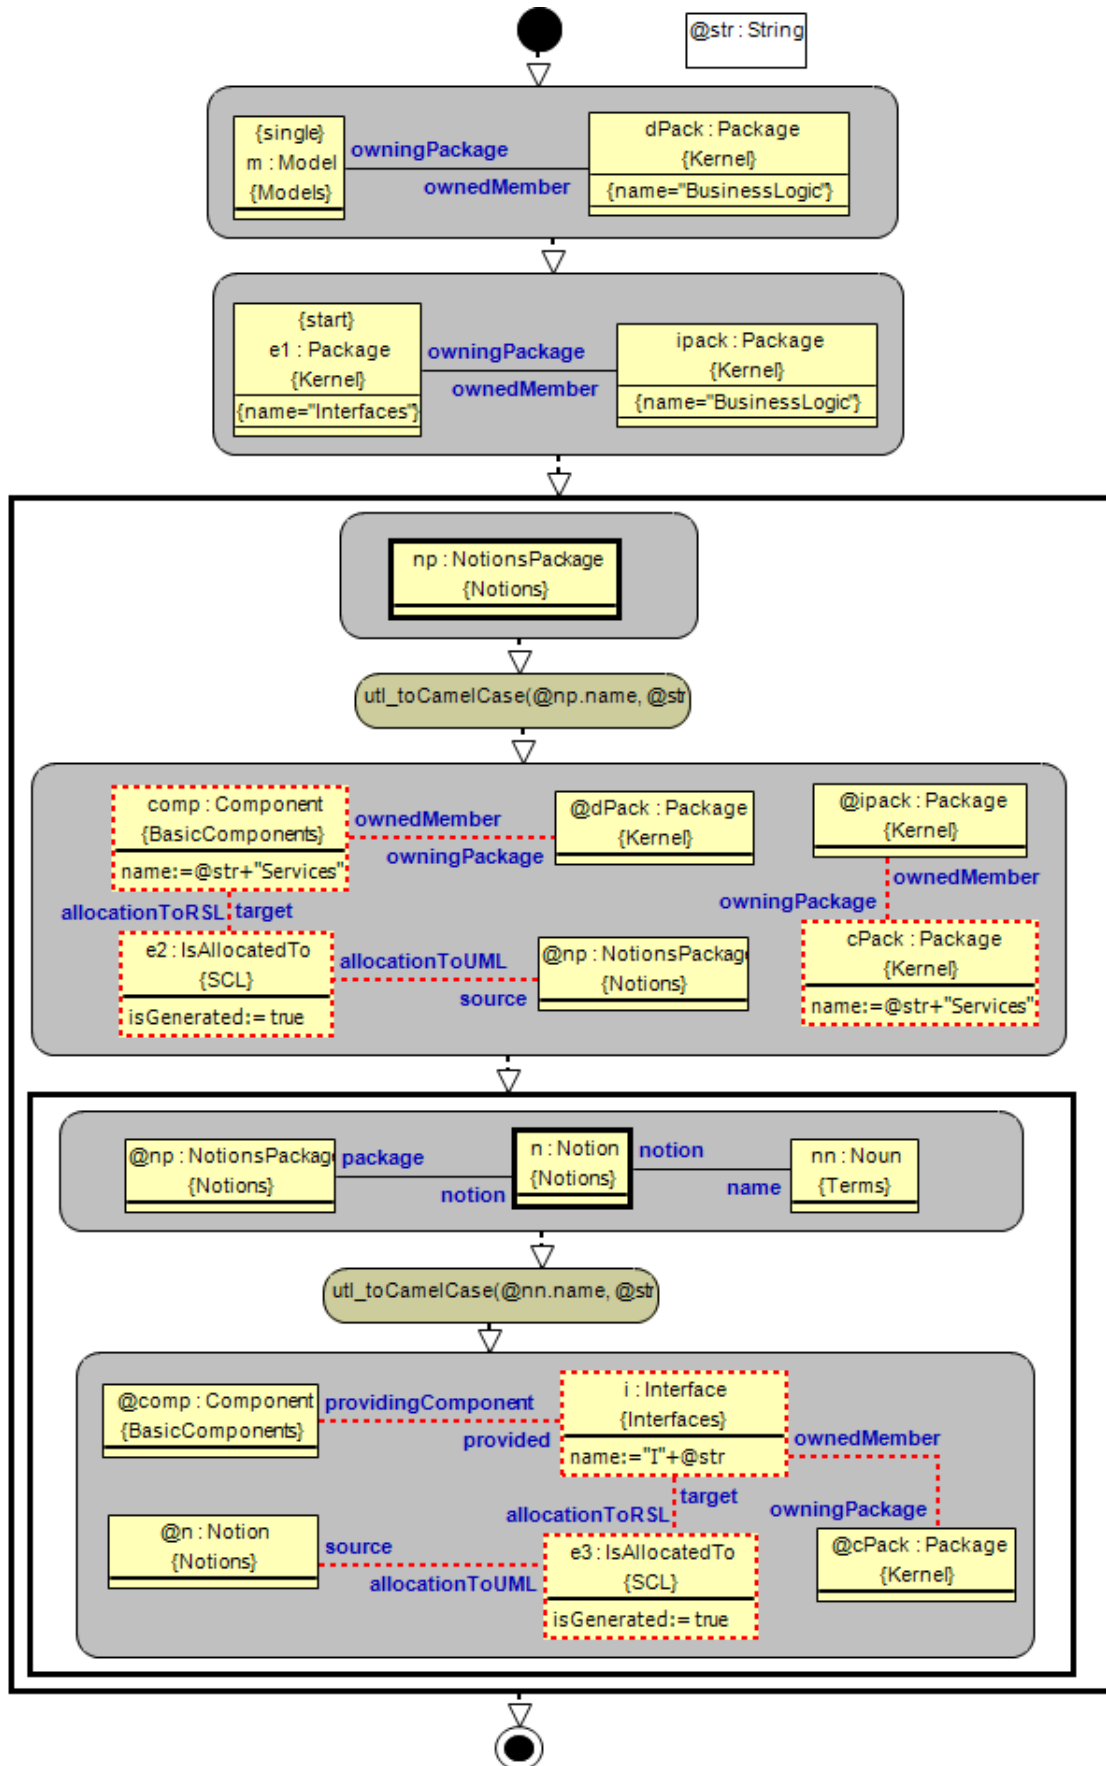 @str : String
{single}
m : Model
{Models}
owningPackage
ownedMember
dPack : Package
{Kernel}
{name="BusinessLogic"}
{start}
e1 : Package
{Kernel}
{name="Interfaces"}
owningPackage
ownedMember
ipack : Package
{Kernel}
{name="BusinessLogic"}
np : NotionsPackage
{Notions}
utl_toCamelCase(@np.name, @str
comp : Component
{BasicComponents}
name:=@str+"Services"
ownedMember
owningPackage
@dPack : Package
{Kernel}
@ipack : Package
{Kernel}
ownedMember
owningPackage
allocationToRSL
target
e2 : IsAllocatedTo
{SCL}
isGenerated:= true
allocationToUML
source
@np : NotionsPackag
{Notions}
cPack : Package
{Kernel}
name:=@str+"Services"
@np : NotionsPackag
{Notions}
package
notion
n : Notion
{Notions}
notion
name
nn : Noun
{Terms}
utl_toCamelCase(@nn.name, @str
@comp : Component
{BasicComponents}
providingComponent
provided
i : Interface
{Interfaces}
name:="I"+@str
ownedMember
owningPackage
target
allocationToRSL
@n : Notion
{Notions}
source
allocationToUML
e3 : IsAllocatedTo
{SCL}
isGenerated:= true
@cPack : Package
{Kernel}